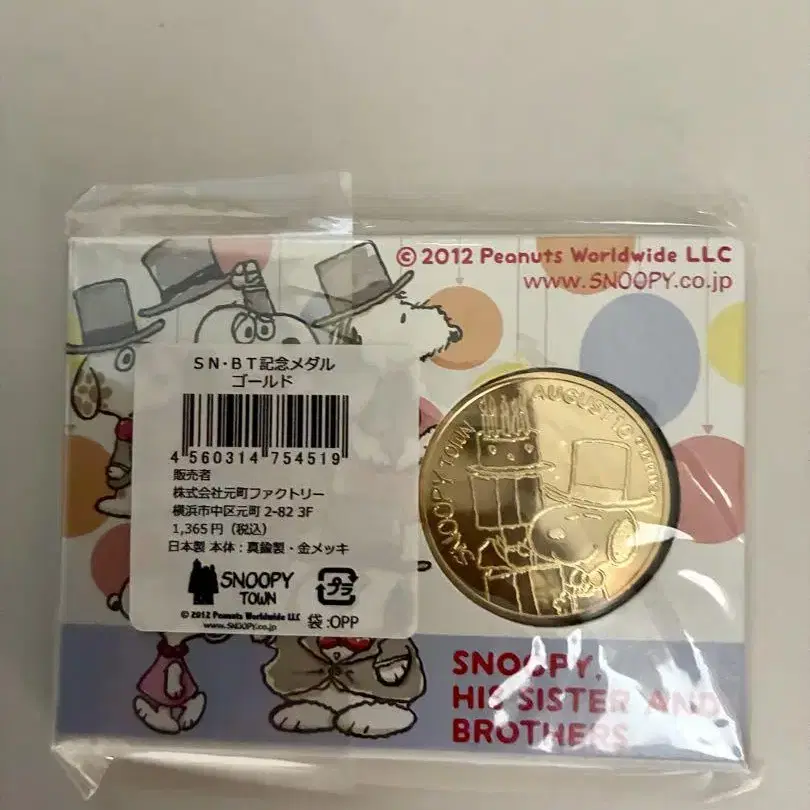 © 2012 Peanuts Worldwide LLC
www.SNOOPY.co.jp
SN・BT記念メダル
ゴールド
4 560314 754519
販売者
株式会社元町ファクトリー
横浜市中区元町 2-82 3F
1,365円（税込）
日本製 本体：真鍮製・金メッキ
SNOOPY
TOWN
プラ
© 2012 Peanuts Worldwide LLC
www.SNOOPY.co.jp
袋:OPP
SNOOPY TOWN
AUGUST 10
SNOOPY,
HIS SISTER AND
BROTHERS